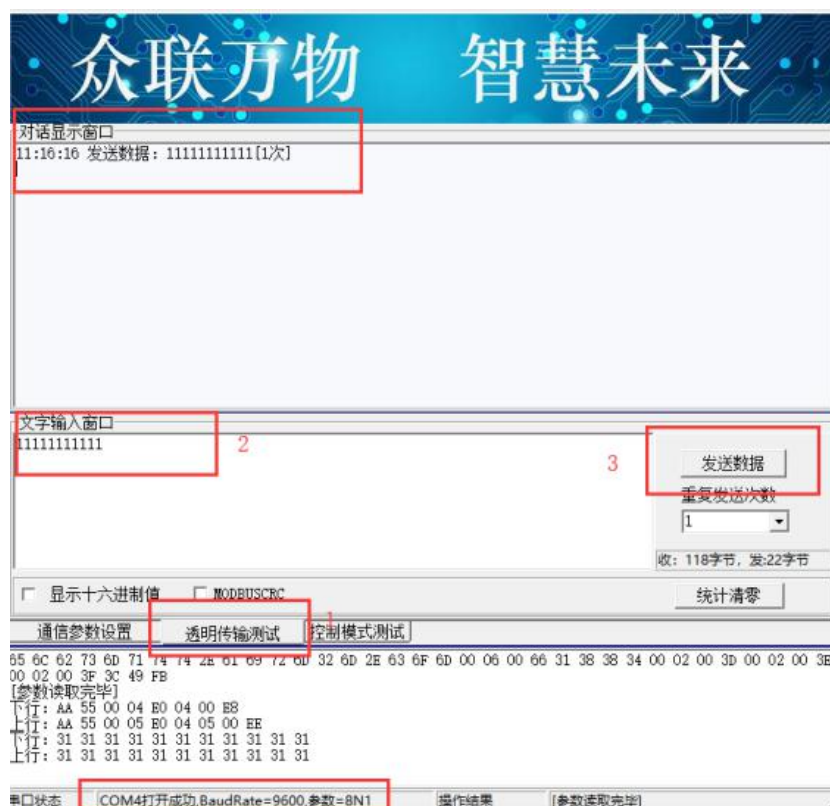 众联万物 智慧未来
对话显示窗口
11:16:16 发送数据: 11111111111[1次]
文字输入窗口
11111111111
2
3
发送数据
重复发送次数
1
收: 118字节, 发:22字节
显示十六进制值 MODBUSCRC
统计清零
1
通信参数设置 透明传输测试 控制模式测试
65 6C 62 73 6D 71 74 74 2E 61 69 72 6D 32 6D 2E 63 6F 6D 00 06 00 66 31 38 38 34 00 02 00 3D 00 02 00 3E
00 02 00 3F 3C 49 FB
[参数读取完毕]
下行: AA 55 00 04 E0 04 00 E8
上行: AA 55 00 05 E0 04 05 00 EE
下行: 31 31 31 31 31 31 31 31 31 31 31
上行: 31 31 31 31 31 31 31 31 31 31 31
串口状态 COM4打开成功,BaudRate=9600,参数=8N1 操作结果 [参数读取完毕]